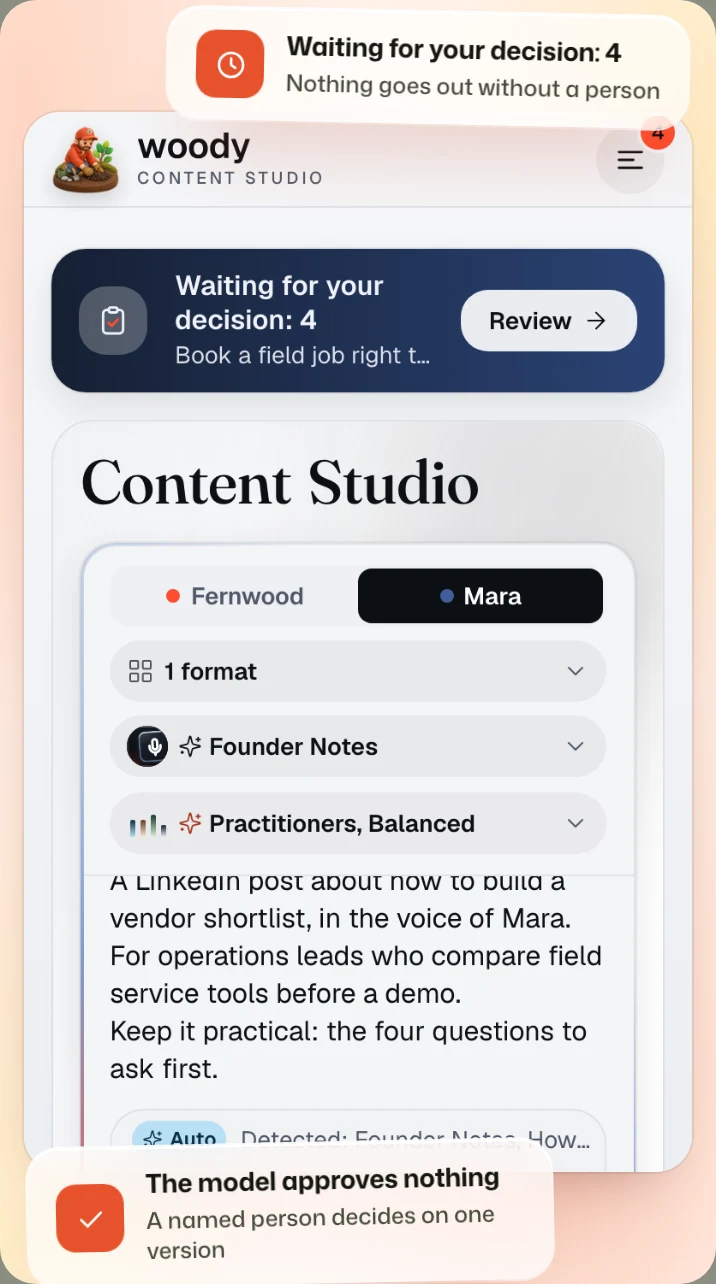 Waiting for your decision: 4
Nothing goes out without a person
4
woody
CONTENT STUDIO
Waiting for your
decision: 4
Book a field job right t...
Review
Content Studio
Fernwood
Mara
1 format
Founder Notes
Practitioners, Balanced
A LinkedIn post about how to build a
vendor shortlist, in the voice of Mara.
For operations leads who compare field
service tools before a demo.
Keep it practical: the four questions to
ask first.
Auto
Detected: Founder Notes, How...
The model approves nothing
A named person decides on one
version